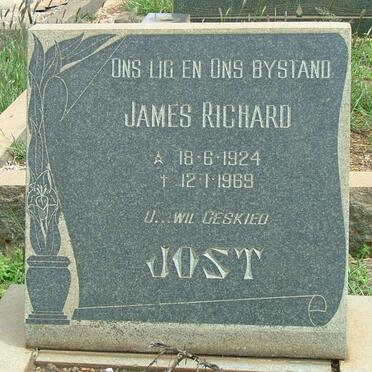 ONS LIG EN ONS BYSTAND
JAMES RICHARD
* 18-6-1924
† 12-1-1969
U...WIL GESKIED
JOST